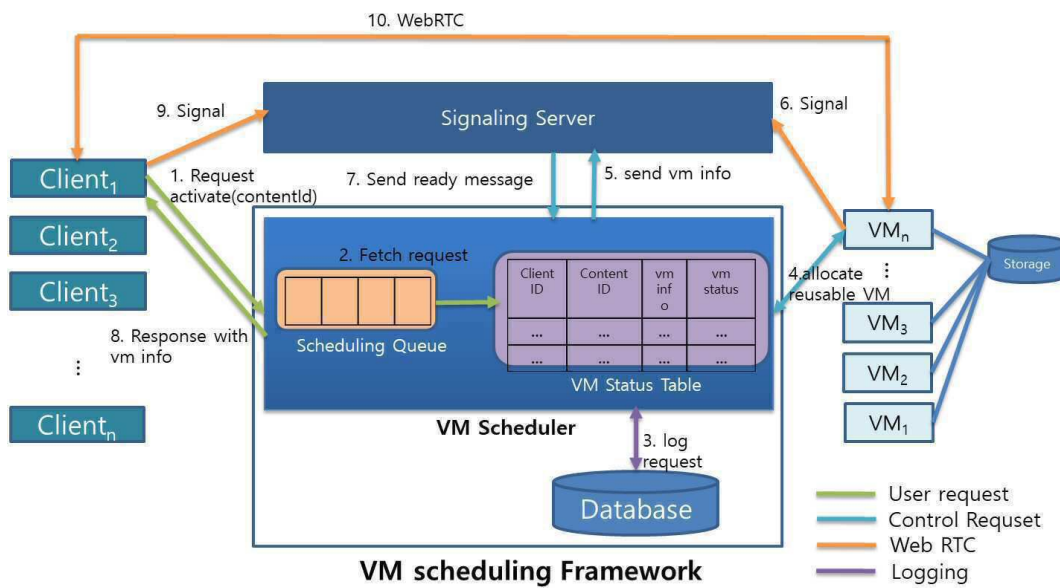 10. WebRTC
9. Signal
Signaling Server
6. Signal
Client1
1. Request
activate(contentId)
7. Send ready message
5. send vm info
Client2
Client3
...
Clientn
2. Fetch request
Scheduling Queue
Client
ID
Content
ID
vm
inf
o
vm
status
... ... ... ...
... ... ... ...
VM Status Table
8. Response with
vm info
VM Scheduler
3. log
request
Database
VM scheduling Framework
4.allocate
reusable VM
VMn
...
VM3
VM2
VM1
Storage
User request
Control Requset
Web RTC
Logging